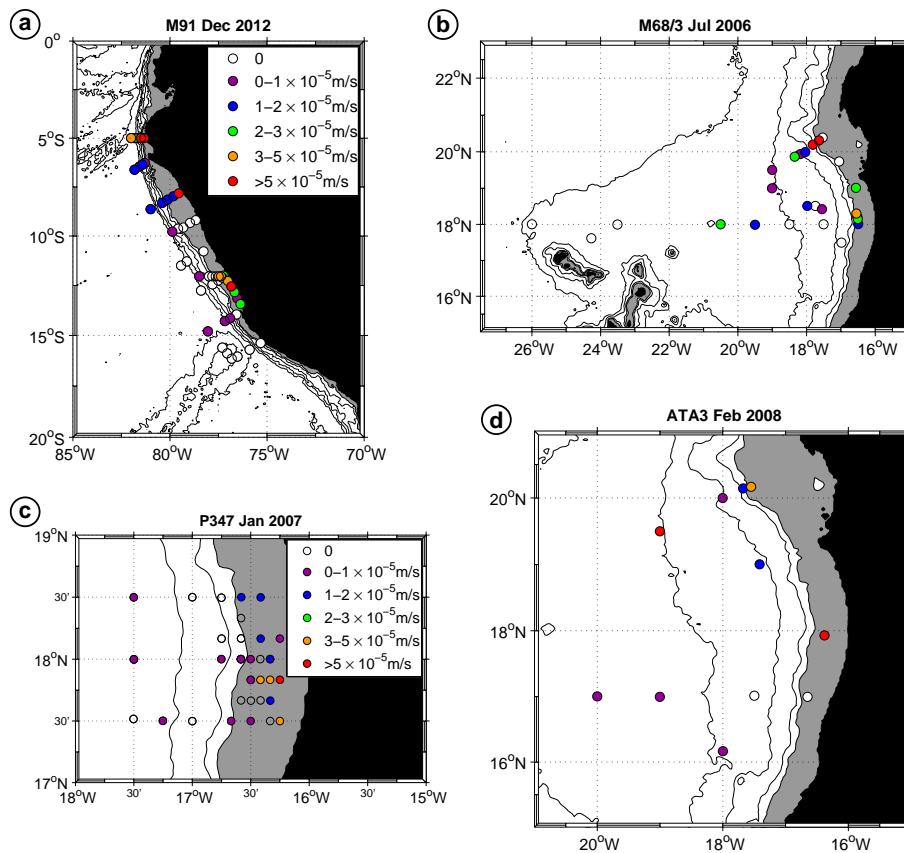 a
M91 Dec 2012
0°
5°S
10°S
15°S
20°S
85°W
80°W
75°W
70°W
0
0−1 × 10⁻⁵m/s
1−2 × 10⁻⁵m/s
2−3 × 10⁻⁵m/s
3−5 × 10⁻⁵m/s
>5 × 10⁻⁵m/s
b
M68/3 Jul 2006
22°N
20°N
18°N
16°N
26°W
24°W
22°W
20°W
18°W
16°W
c
P347 Jan 2007
19°N
30'
18°N
30'
17°N
18°W
30'
17°W
30'
16°W
30'
15°W
0
0−1 × 10⁻⁵m/s
1−2 × 10⁻⁵m/s
2−3 × 10⁻⁵m/s
3−5 × 10⁻⁵m/s
>5 × 10⁻⁵m/s
d
ATA3 Feb 2008
20°N
18°N
16°N
20°W
18°W
16°W